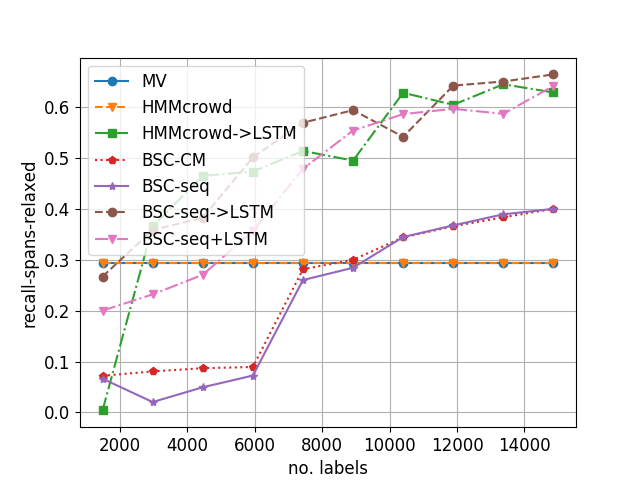 MV
HMMcrowd
HMMcrowd->LSTM
BSC-CM
BSC-seq
BSC-seq->LSTM
BSC-seq+LSTM
recall-spans-relaxed
0.6
0.5
0.4
0.3
0.2
0.1
0.0
2000 4000 6000 8000 10000 12000 14000
no. labels